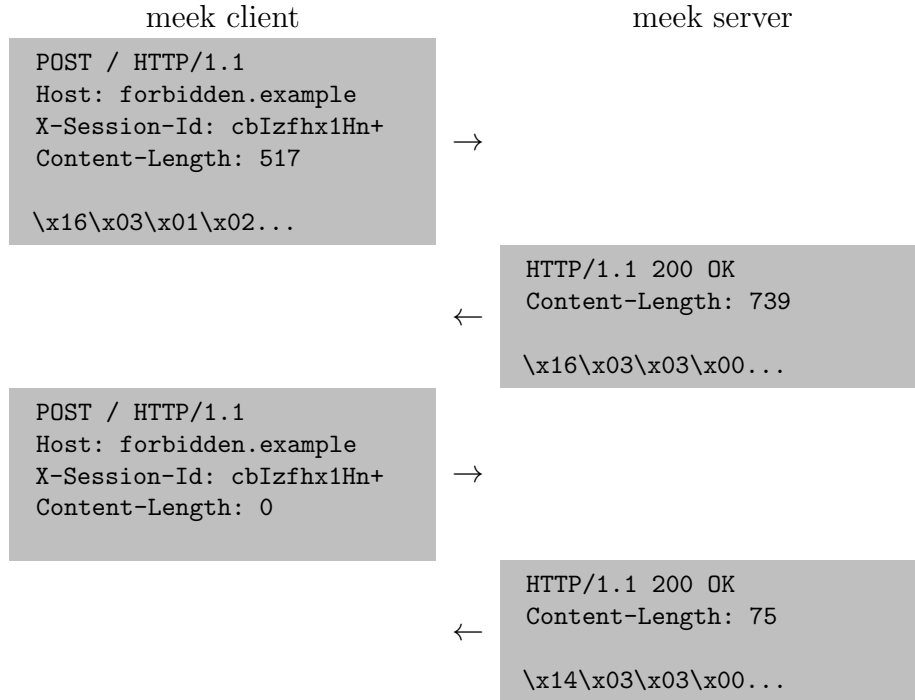 meek client
meek server
POST / HTTP/1.1
Host: forbidden.example
X-Session-Id: cbIzfhx1Hn+
Content-Length: 517
\x16\x03\x01\x02...
→
HTTP/1.1 200 OK
Content-Length: 739
\x16\x03\x03\x00...
←
POST / HTTP/1.1
Host: forbidden.example
X-Session-Id: cbIzfhx1Hn+
Content-Length: 0
→
HTTP/1.1 200 OK
Content-Length: 75
\x14\x03\x03\x00...
←